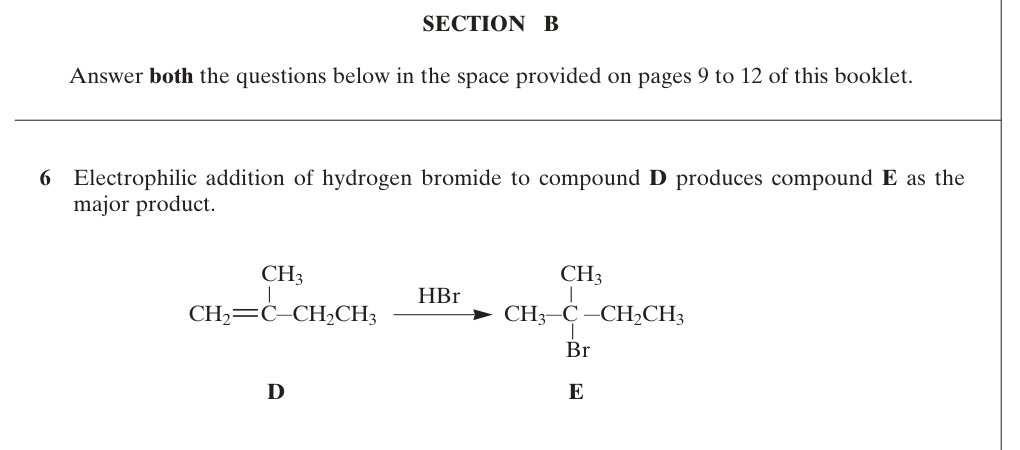 SECTION B
Answer both the questions below in the space provided on pages 9 to 12 of this booklet.
6 Electrophilic addition of hydrogen bromide to compound D produces compound E as the
major product.
CH₃ CH₃
HBr
CH₂=C–CH₂CH₃ CH₃–C–CH₂CH₃
Br
D E